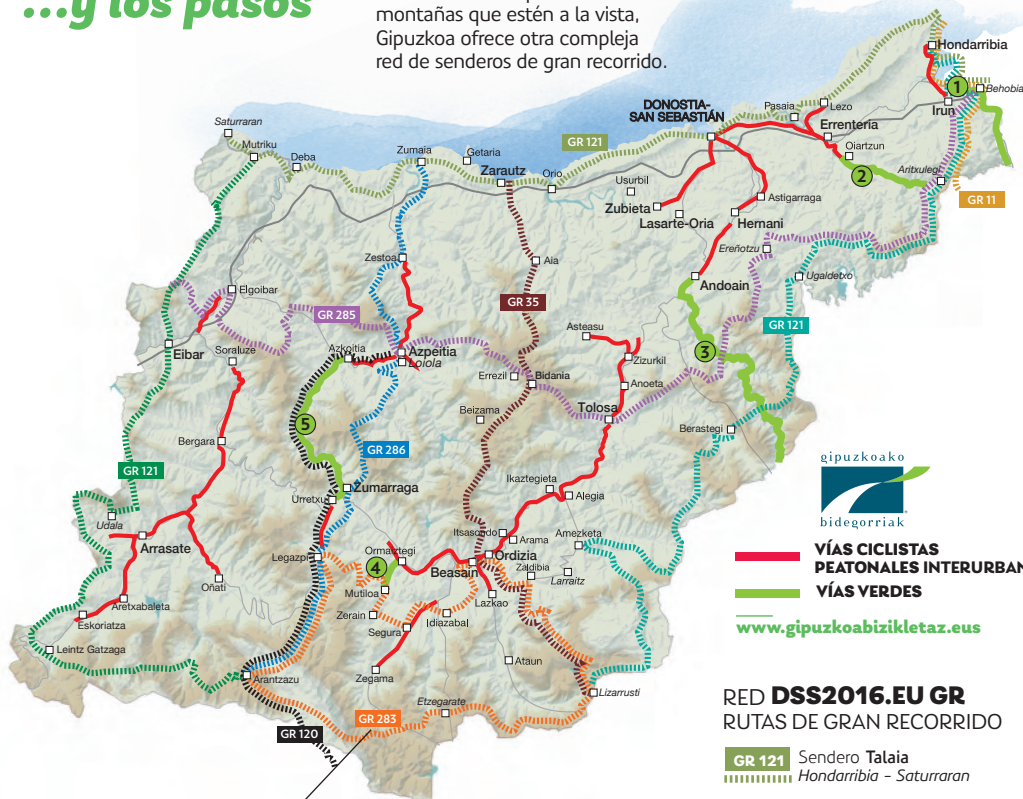 ...y los pasos
montañas que estén a la vista,
Gipuzkoa ofrece otra compleja
red de senderos de gran recorrido.
Hondarribia
1
Behobia
Irun
Saturraran
Mutriku
Deba
Zumaia
Getaria
Zarautz
Orio
GR 121
DONOSTIA-
SAN SEBASTIÁN
Pasaia
Lezo
Errenteria
Oiartzun
2
Aritxulegi
GR 11
Usurbil
Zubieta
Lasarte-Oria
Astigarraga
Hernani
Ereñotzu
Zestoa
Aia
Andoain
Ugaldetxo
Elgoibar
GR 285
GR 35
GR 121
Eibar
Soraluze
Azkoitia
Azpeitia
Loiola
Asteasu
Zizurkil
3
Errezil
Bidania
Anoeta
Beizama
Tolosa
Berastegi
5
Bergara
GR 286
GR 121
Udala
Urretxu
Zumarraga
Ikaztegieta
Alegia
Arrasate
Itsasondo
Arama
Amezketa
Legazpi
Ormaiztegi
Ordizia
4
Beasain
Zaldibia
Larraitz
Oñati
Mutiloa
Lazkao
Aretxabaleta
Eskoriatza
Zerain
Segura
Idiazabal
Leintz Gatzaga
Arantzazu
Zegama
Ataun
Etzegarate
Lizarrusti
GR 283
GR 120
gipuzkoako
bidegorriak
VÍAS CICLISTAS
PEATONALES INTERURBAN
VÍAS VERDES
www.gipuzkoabizikletaz.eus
RED DSS2016.EU GR
RUTAS DE GRAN RECORRIDO
GR 121 Sendero Talaia
Hondarribia - Saturraran